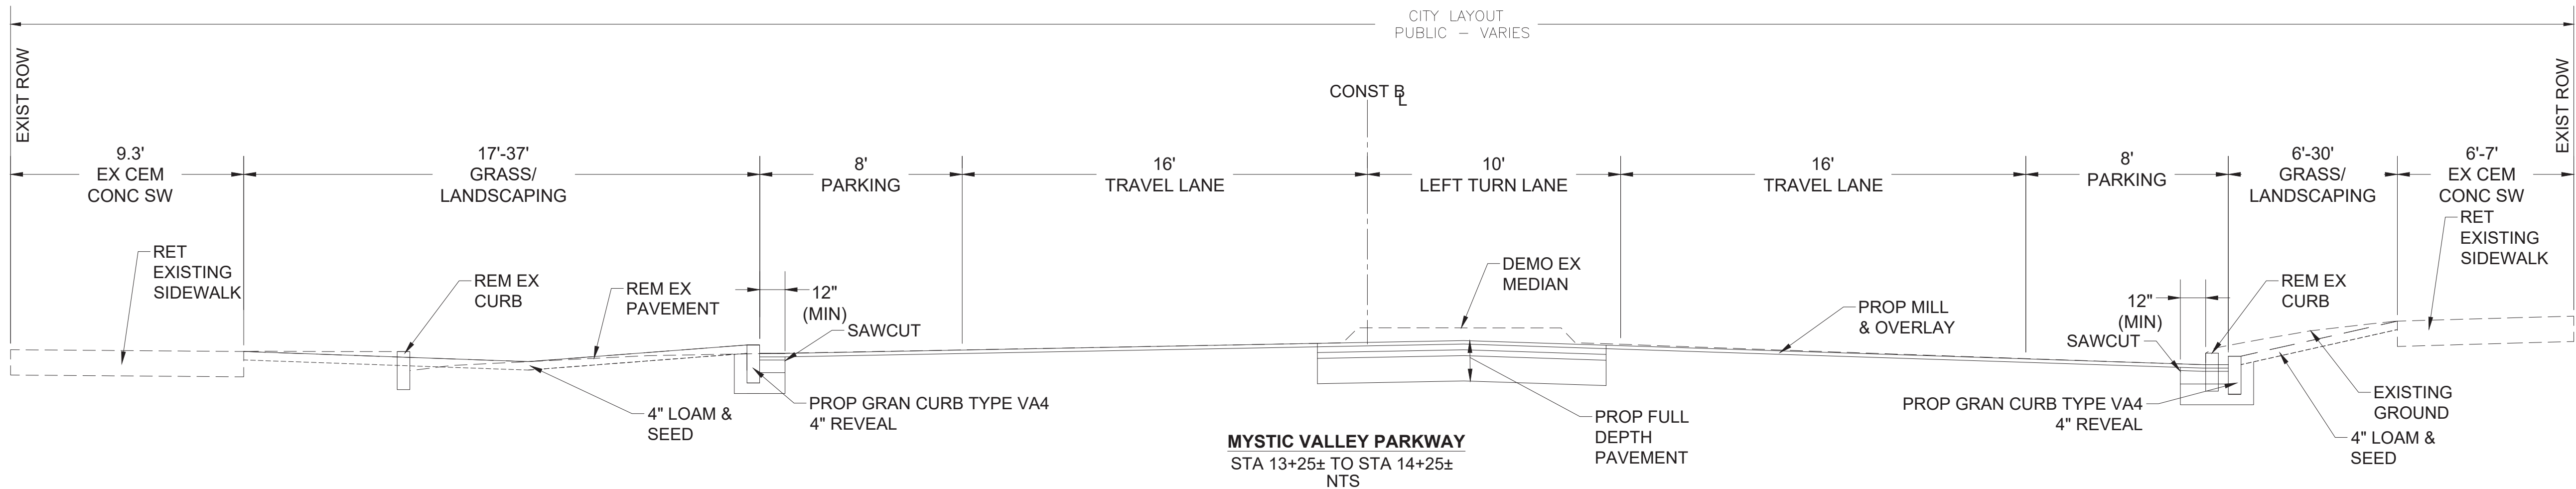 CITY LAYOUT
PUBLIC – VARIES
EXIST ROW
EXIST ROW
CONST BL
9.3'
EX CEM
CONC SW
17'-37'
GRASS/
LANDSCAPING
8'
PARKING
16'
TRAVEL LANE
10'
LEFT TURN LANE
16'
TRAVEL LANE
8'
PARKING
6'-30'
GRASS/
LANDSCAPING
6'-7'
EX CEM
CONC SW
RET
EXISTING
SIDEWALK
REM EX
CURB
REM EX
PAVEMENT
12"
(MIN)
SAWCUT
DEMO EX
MEDIAN
PROP MILL
& OVERLAY
12"
(MIN)
SAWCUT
REM EX
CURB
RET
EXISTING
SIDEWALK
4" LOAM &
SEED
PROP GRAN CURB TYPE VA4
4" REVEAL
PROP FULL
DEPTH
PAVEMENT
PROP GRAN CURB TYPE VA4
4" REVEAL
EXISTING
GROUND
4" LOAM &
SEED
MYSTIC VALLEY PARKWAY
STA 13+25± TO STA 14+25±
NTS